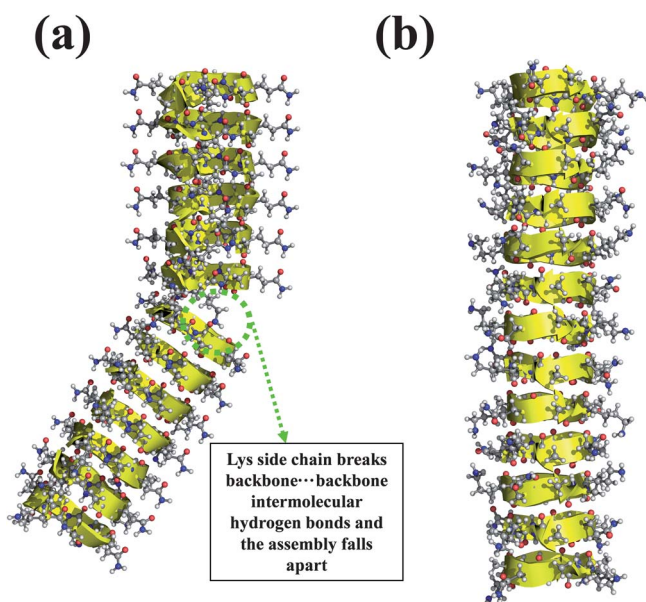 (a)
(b)
Lys side chain breaks
backbone···backbone
intermolecular
hydrogen bonds and
the assembly falls
apart